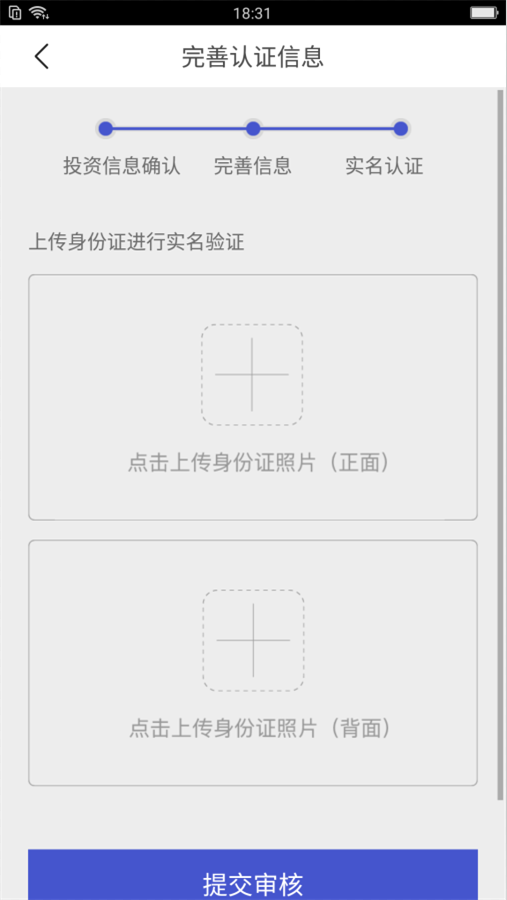 18:31
完善认证信息
投资信息确认 完善信息 实名认证
上传身份证进行实名验证
点击上传身份证照片（正面）
点击上传身份证照片（背面）
提交审核